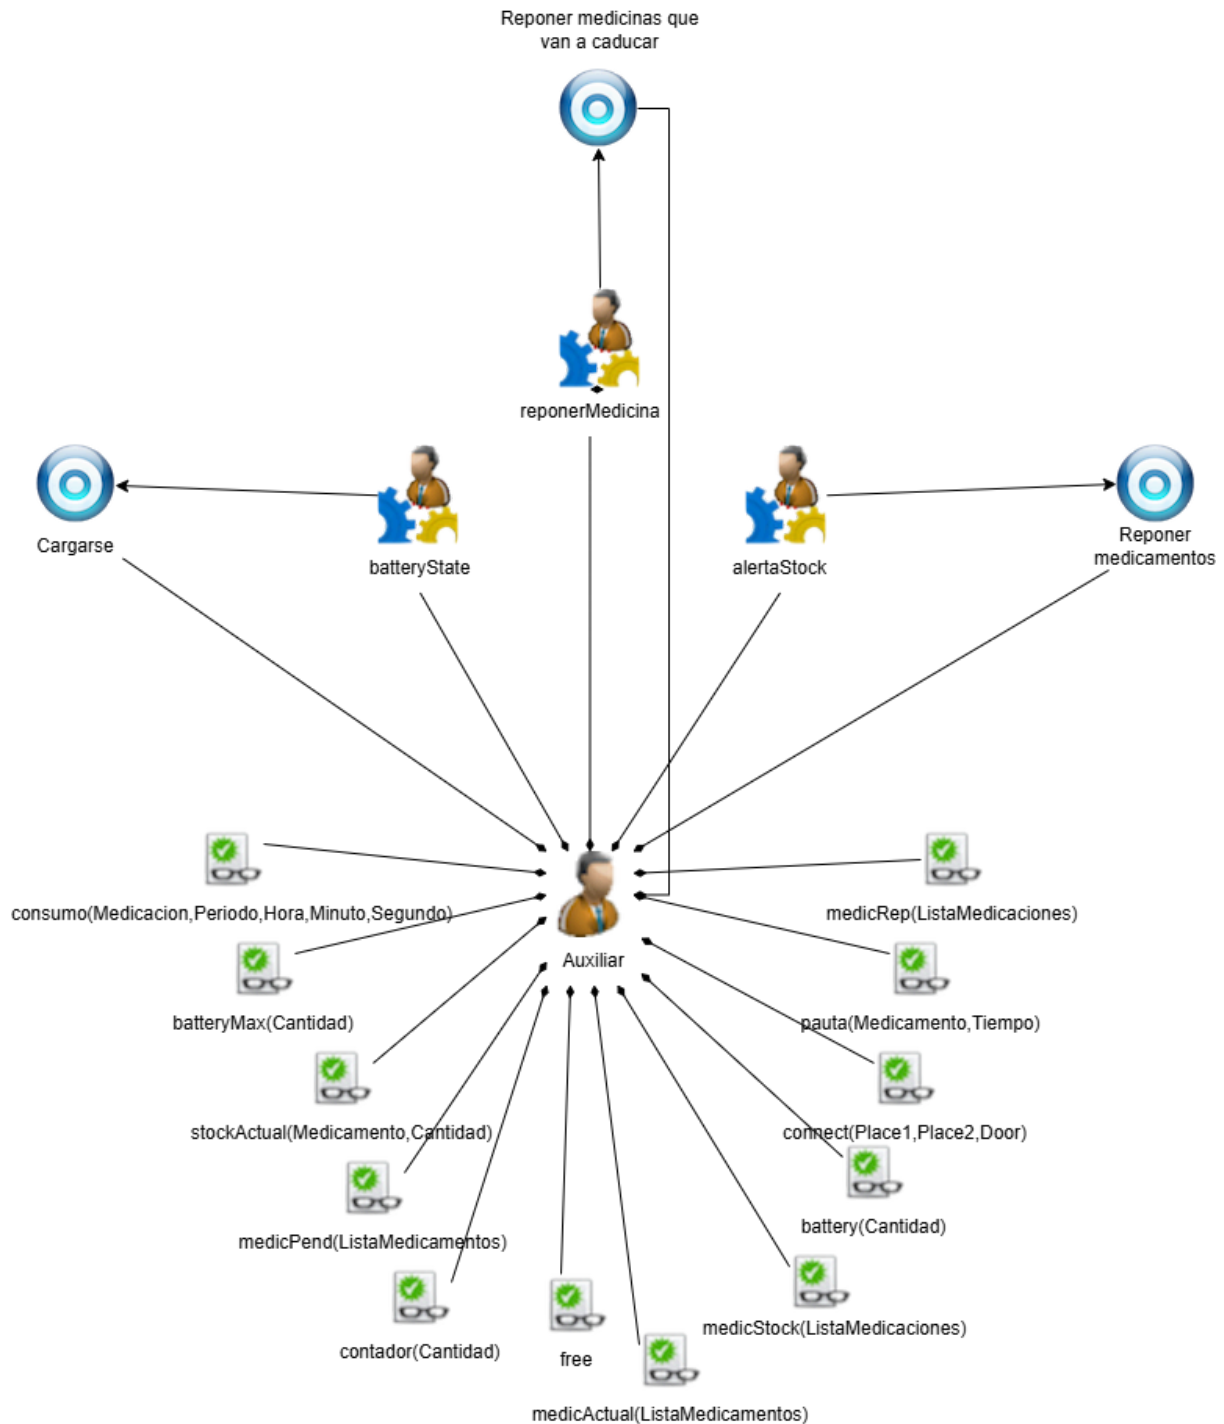 Reponer medicinas que
van a caducar
reponerMedicina
Cargarse
batteryState
alertaStock
Reponer
medicamentos
consumo(Medicacion,Periodo,Hora,Minuto,Segundo)
medicRep(ListaMedicaciones)
Auxiliar
batteryMax(Cantidad)
pauta(Medicamento,Tiempo)
stockActual(Medicamento,Cantidad)
connect(Place1,Place2,Door)
medicPend(ListaMedicamentos)
battery(Cantidad)
contador(Cantidad)
free
medicStock(ListaMedicaciones)
medicActual(ListaMedicamentos)